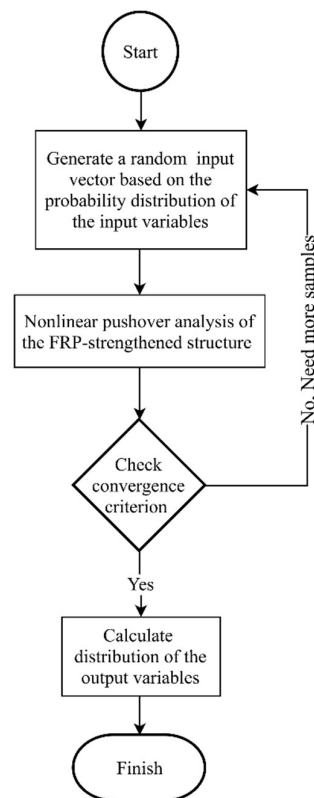 Start
Generate a random input
vector based on the
probability distribution of
the input variables
No. Need more samples
Nonlinear pushover analysis of
the FRP-strengthened structure
Check
convergence
criterion
Yes
Calculate
distribution of the
output variables
Finish